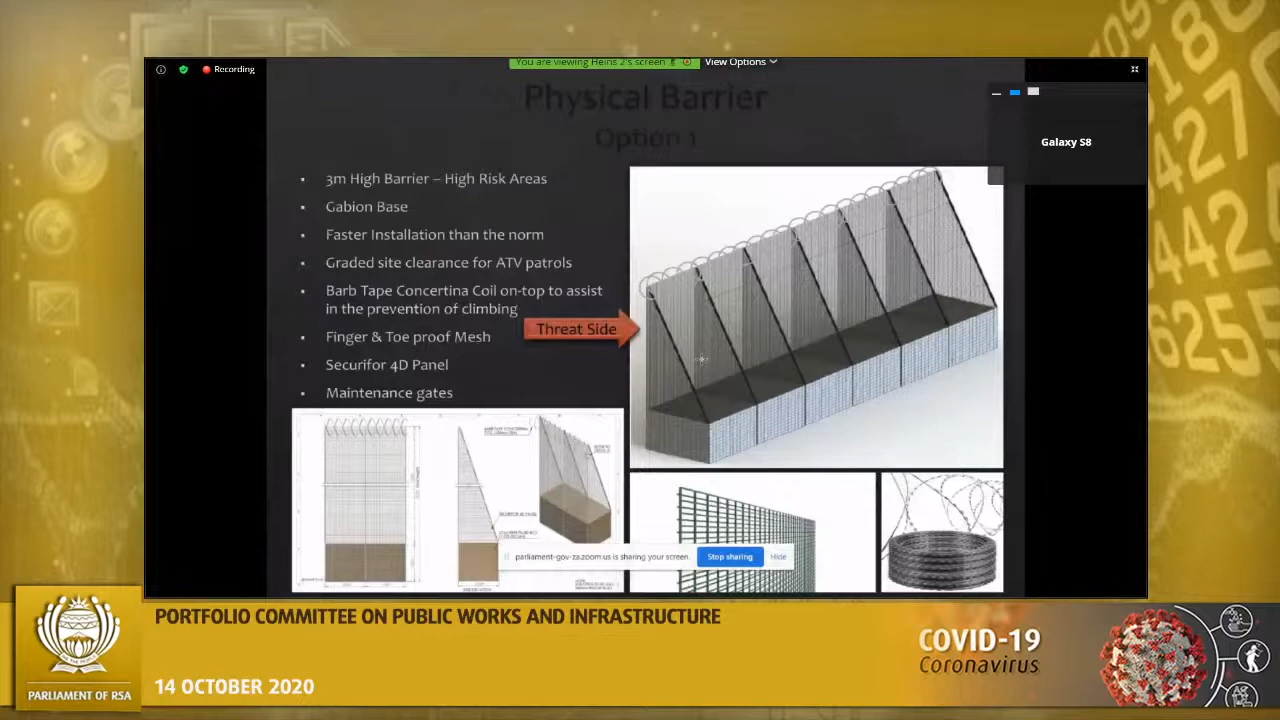 Recording
You are viewing Heins 2's screen
View Options
Physical Barrier
Option 1
Galaxy S8
3m High Barrier – High Risk Areas
Gabion Base
Faster Installation than the norm
Graded site clearance for ATV patrols
Barb Tape Concertina Coil on-top to assist
in the prevention of climbing
Finger & Toe proof Mesh
Securifor 4D Panel
Maintenance gates
Threat Side
parliament-gov-za.zoom.us is sharing your screen.
Stop sharing
Hide
PORTFOLIO COMMITTEE ON PUBLIC WORKS AND INFRASTRUCTURE
14 OCTOBER 2020
PARLIAMENT OF RSA
COVID-19
Coronavirus